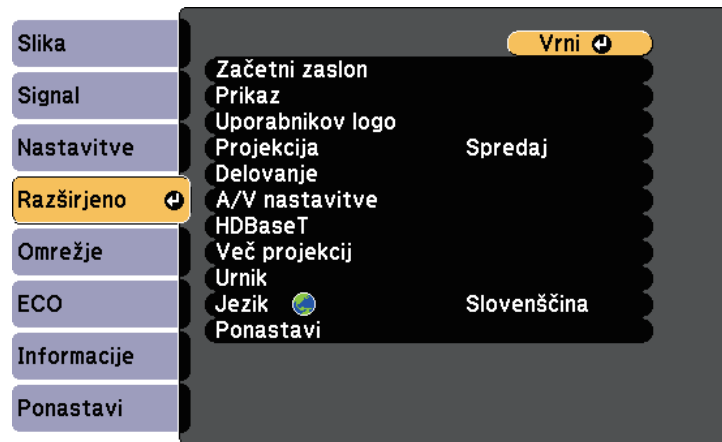 Slika
Signal
Nastavitve
Razširjeno
Omrežje
ECO
Informacije
Ponastavi
Vrni
Začetni zaslon
Prikaz
Uporabnikov logo
Projekcija Spredaj
Delovanje
A/V nastavitve
HDBaseT
Več projekcij
Urnik
Jezik Slovenščina
Ponastavi